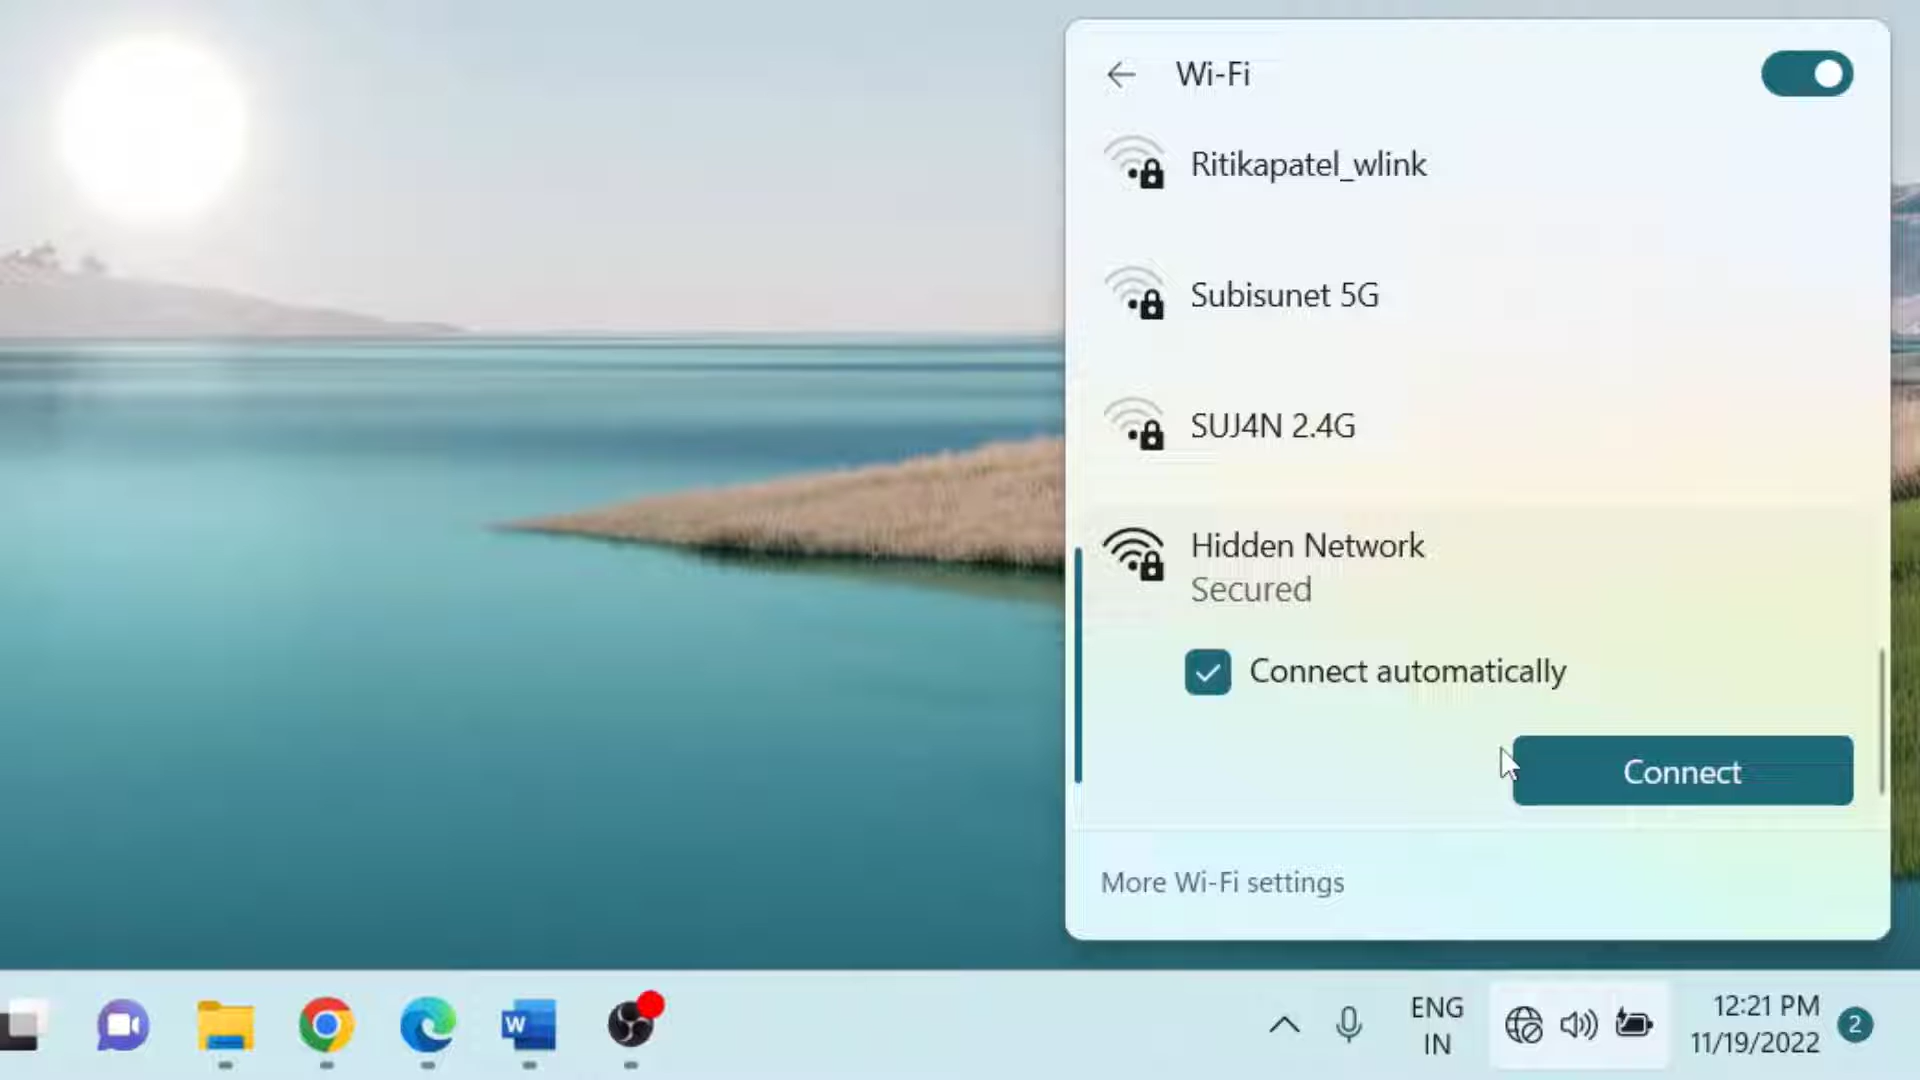 Wi-Fi
Ritikapatel_wlink
Subisunet 5G
SUJ4N 2.4G
Hidden Network
Secured
Connect automatically
Connect
More Wi-Fi settings
W
ENG
IN
12:21 PM
11/19/2022
2